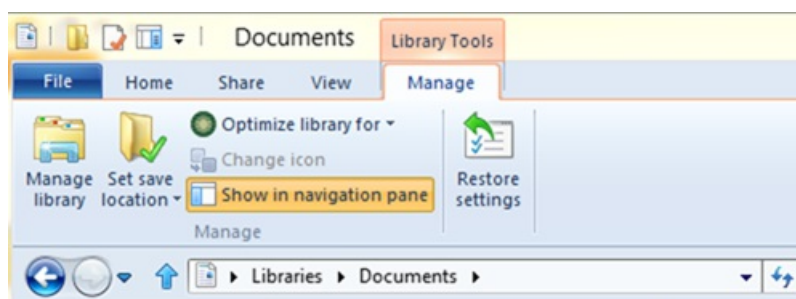 Documents
Library Tools
File Home Share View Manage
Manage library
Set save location
Optimize library for
Change icon
Show in navigation pane
Restore settings
Manage
Libraries Documents